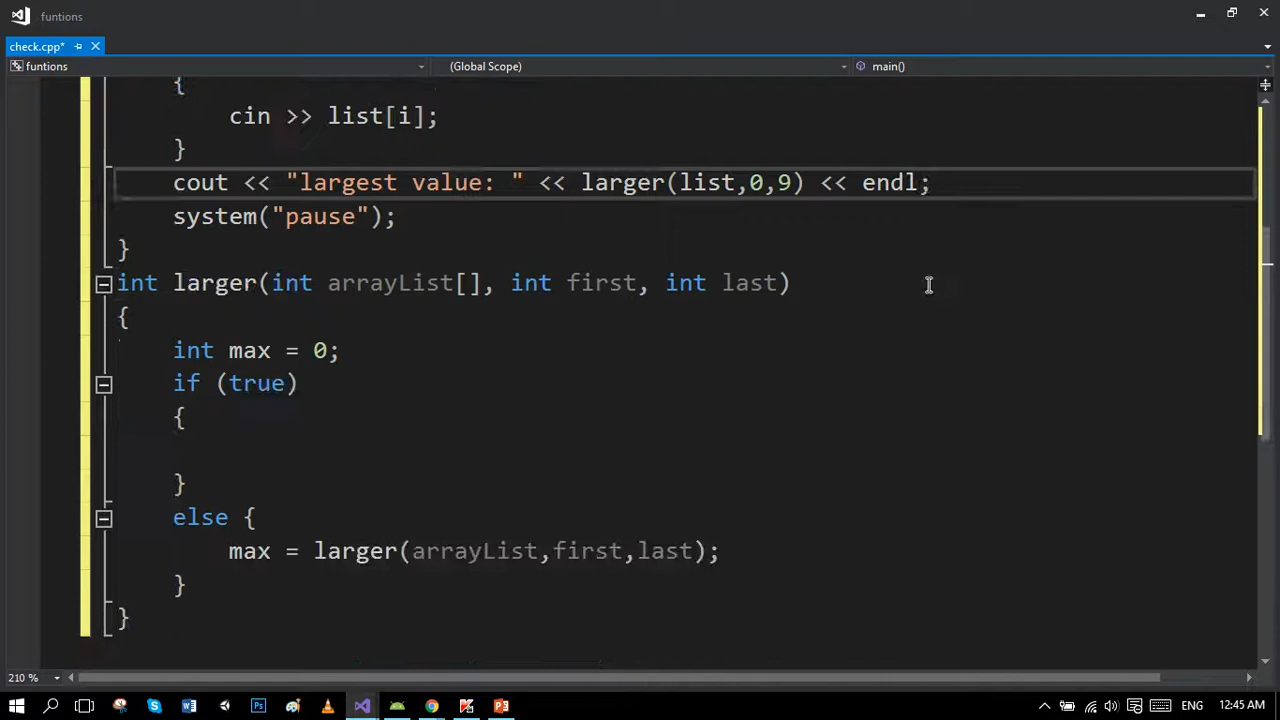 funtions
check.cpp*
funtions (Global Scope) main()
{
cin >> list[i];
}
cout << "largest value: " << larger(list,0,9) << endl;
system("pause");
}
int larger(int arrayList[], int first, int last)
{
int max = 0;
if (true)
{
}
else {
max = larger(arrayList,first,last);
}
}
210 %
ENG 12:45 AM